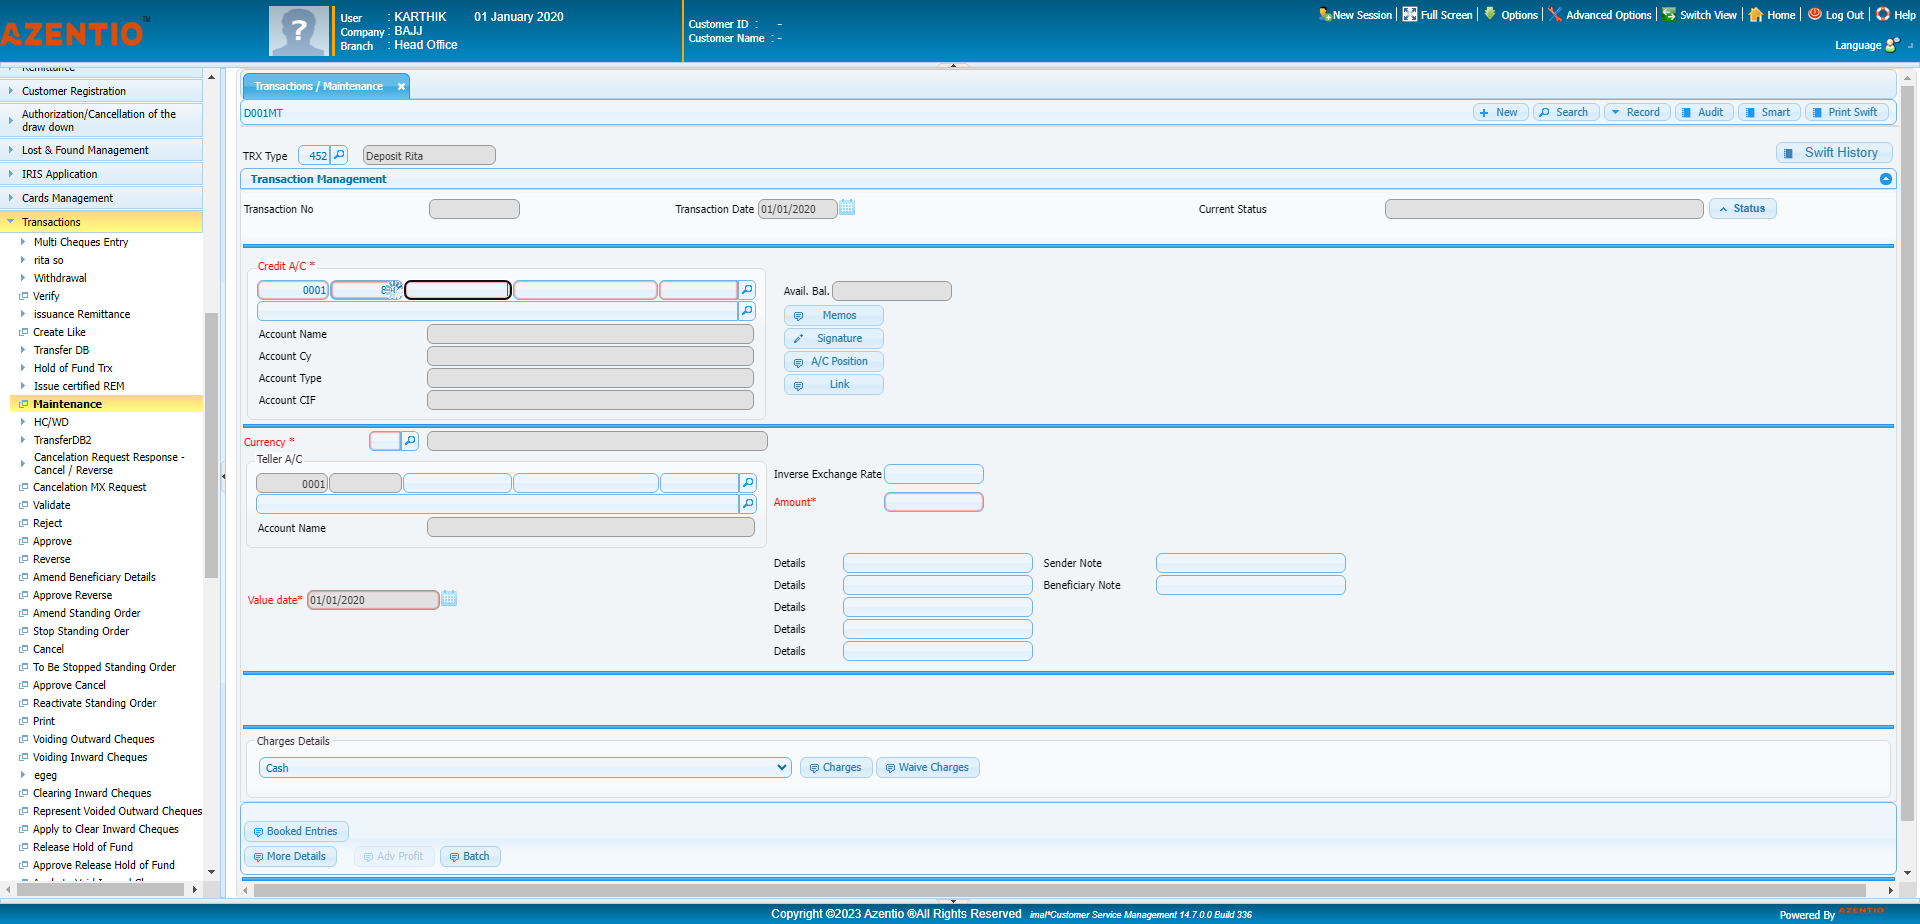 AZENTIO™
User : KARTHIK 01 January 2020
Company : BAJJ
Branch : Head Office
Customer ID : -
Customer Name : -
New Session Full Screen Options Advanced Options Switch View Home Log Out Help
Language
Remittance
Customer Registration
Authorization/Cancellation of the
draw down
Lost & Found Management
IRIS Application
Cards Management
Transactions
Multi Cheques Entry
rita so
Withdrawal
Verify
issuance Remittance
Create Like
Transfer DB
Hold of Fund Trx
Issue certified REM
Maintenance
HC/WD
TransferDB2
Cancelation Request Response -
Cancel / Reverse
Cancelation MX Request
Validate
Reject
Approve
Reverse
Amend Beneficiary Details
Approve Reverse
Amend Standing Order
Stop Standing Order
Cancel
To Be Stopped Standing Order
Approve Cancel
Reactivate Standing Order
Print
Voiding Outward Cheques
Voiding Inward Cheques
egeg
Clearing Inward Cheques
Represent Voided Outward Cheques
Apply to Clear Inward Cheques
Release Hold of Fund
Approve Release Hold of Fund
Transactions / Maintenance
D001MT
New Search Record Audit Smart Print Swift
TRX Type 452 Deposit Rita
Swift History
Transaction Management
Transaction No Transaction Date 01/01/2020 Current Status Status
Credit A/C *
0001
Avail. Bal.
Memos
Account Name Signature
Account Cy A/C Position
Account Type Link
Account CIF
Currency *
Teller A/C
0001
Inverse Exchange Rate
Amount*
Account Name
Details Sender Note
Details Beneficiary Note
Value date* 01/01/2020
Details
Details
Details
Charges Details
Cash Charges Waive Charges
Booked Entries
More Details Adv Profit Batch
Copyright ©2023 Azentio ®All Rights Reserved imal*Customer Service Management 14.7.0.0 Build 336
Powered By AZENTIO